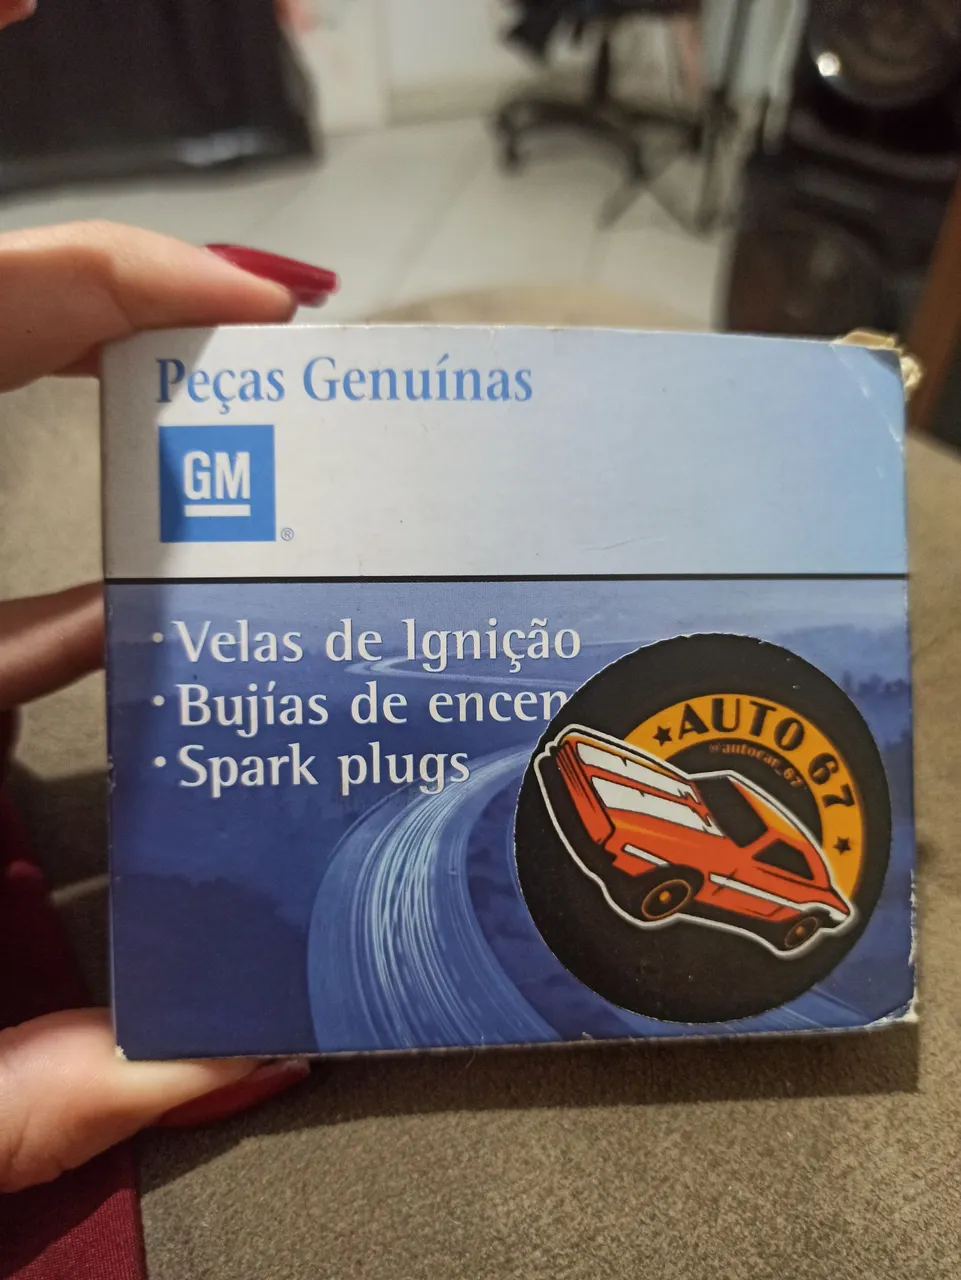 Peças Genuínas
GM
®
• Velas de Ignição
• Bujías de encen
• Spark plugs
★ AUTO 67 ★
@autocar_67